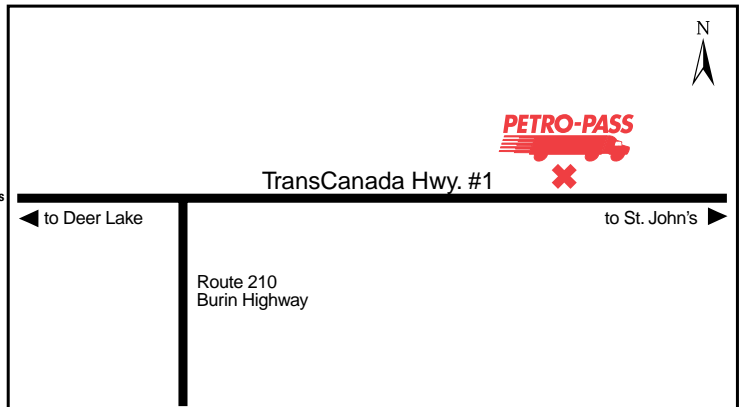 N
PETRO-PASS
TransCanada Hwy. #1
s
to Deer Lake
to St. John's
Route 210
Burin Highway